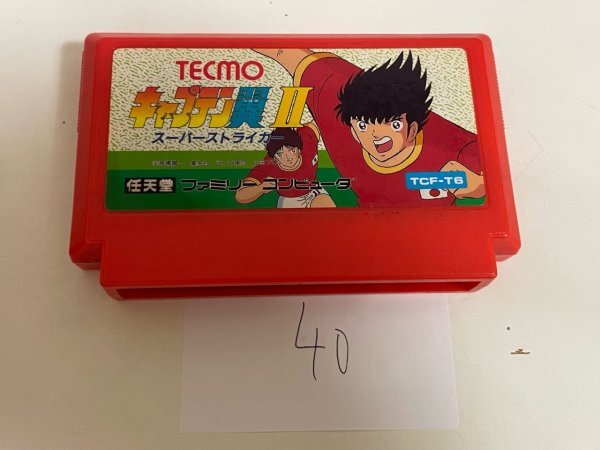 TECMO
キャプテン翼 II
スーパーストライカー
任天堂 ファミリーコンピュータ
TCF-T6
40